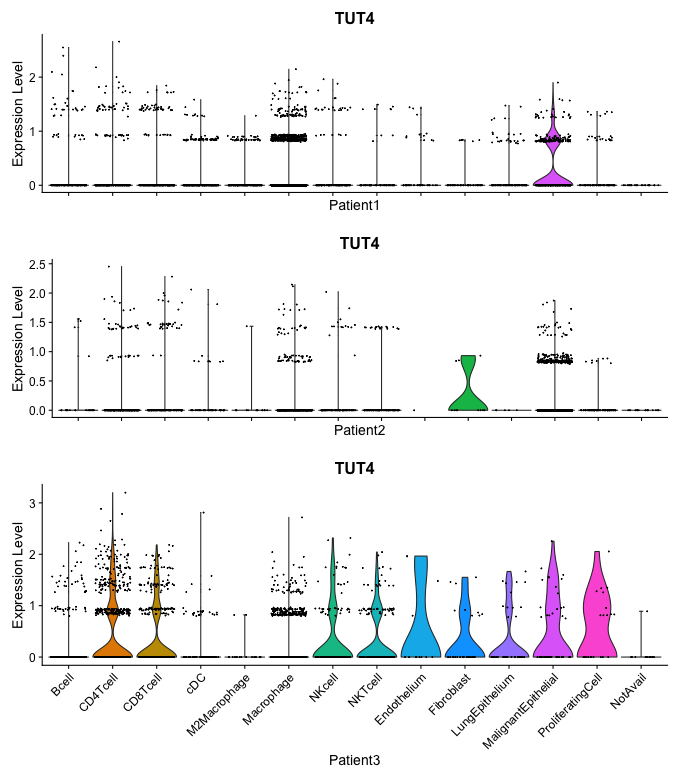 TUT4
Expression Level
2
1
0
Patient1
TUT4
Expression Level
2.5
2.0
1.5
1.0
0.5
0.0
Patient2
TUT4
Expression Level
3
2
1
0
Bcell
CD4Tcell
CD8Tcell
cDC
M2Macrophage
Macrophage
NKcell
NKTcell
Endothelium
Fibroblast
LungEpithelium
MalignantEpithelial
ProliferatingCell
NotAvail
Patient3